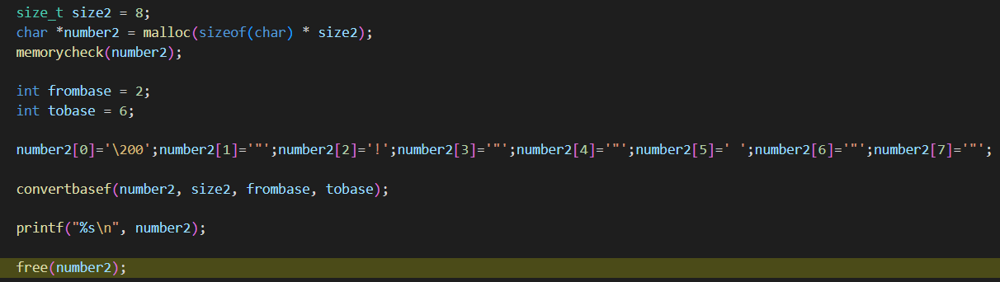 size_t size2 = 8;
char *number2 = malloc(sizeof(char) * size2);
memorycheck(number2);
int frombase = 2;
int tobase = 6;
number2[0]='\200';number2[1]='"';number2[2]='!';number2[3]='"';number2[4]='"';number2[5]=' ';number2[6]='"';number2[7]='"';
convertbasef(number2, size2, frombase, tobase);
printf("%s\n", number2);
free(number2);